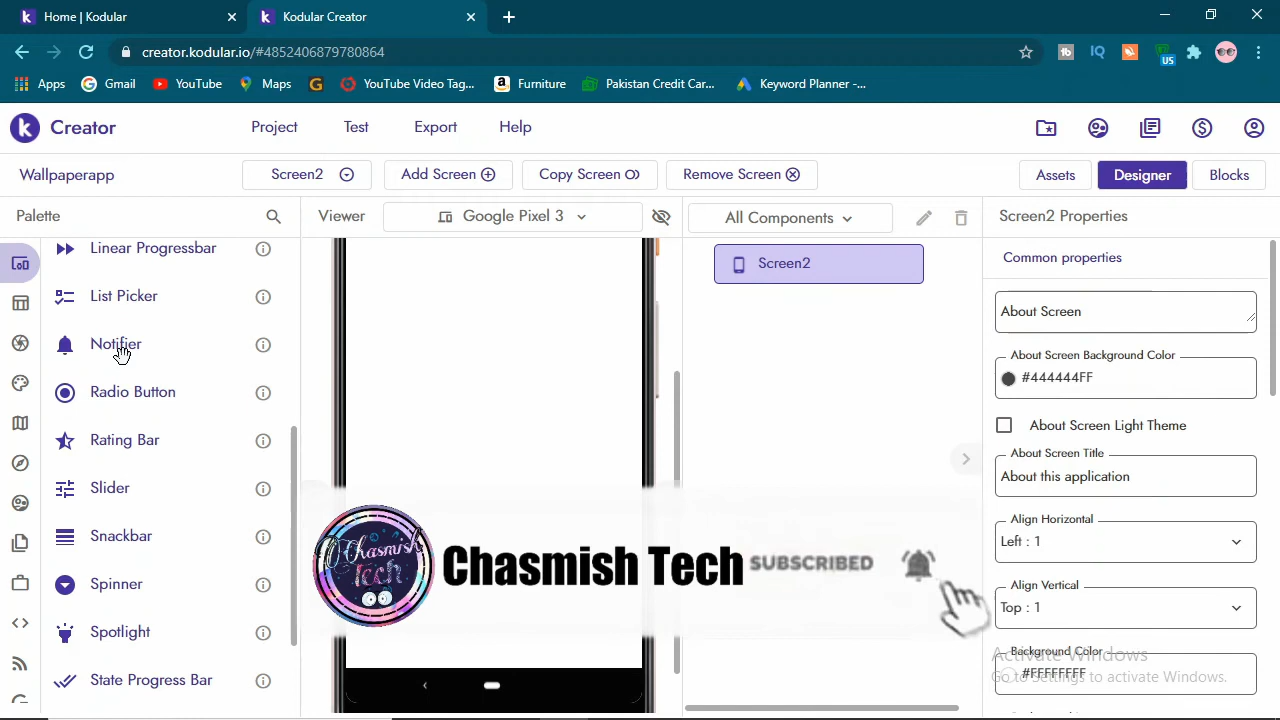 Home | Kodular
Kodular Creator
creator.kodular.io/#4852406879780864
Apps
Gmail
YouTube
Maps
YouTube Video Tag...
Furniture
Pakistan Credit Car...
Keyword Planner -...
IQ
US
Creator
Project
Test
Export
Help
Wallpaperapp
Screen2
Add Screen
Copy Screen
Remove Screen
Assets
Designer
Blocks
Palette
Viewer
Google Pixel 3
All Components
Screen2 Properties
Linear Progressbar
List Picker
Notifier
Radio Button
Rating Bar
Slider
Snackbar
Spinner
Spotlight
State Progress Bar
Screen2
Common properties
About Screen
About Screen Background Color
#444444FF
About Screen Light Theme
About Screen Title
About this application
Align Horizontal
Left : 1
Align Vertical
Top : 1
Background Color
#FFFFFFFF
Activate Windows
Go to Settings to activate Windows.
Chasmish Tech
Chasmish Tech
SUBSCRIBED